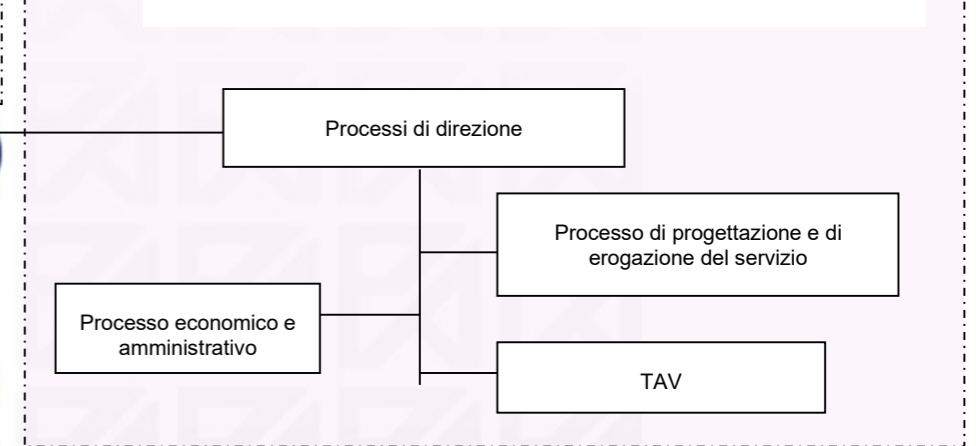 Processi di direzione
Processo di progettazione e di
erogazione del servizio
Processo economico e
amministrativo
TAV